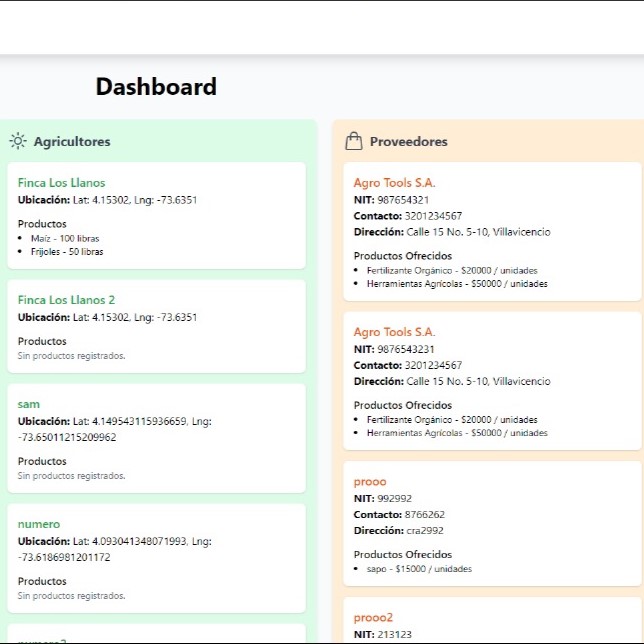 Dashboard
Agricultores
Finca Los Llanos
Ubicación: Lat: 4.15302, Lng: -73.6351
Productos
Maíz - 100 libras
Frijoles - 50 libras
Finca Los Llanos 2
Ubicación: Lat: 4.15302, Lng: -73.6351
Productos
Sin productos registrados.
sam
Ubicación: Lat: 4.149543115936659, Lng:
-73.65011215209962
Productos
Sin productos registrados.
numero
Ubicación: Lat: 4.093041348071993, Lng:
-73.6186981201172
Productos
Sin productos registrados.
Proveedores
Agro Tools S.A.
NIT: 987654321
Contacto: 3201234567
Dirección: Calle 15 No. 5-10, Villavicencio
Productos Ofrecidos
Fertilizante Orgánico - $20000 / unidades
Herramientas Agrícolas - $50000 / unidades
Agro Tools S.A.
NIT: 9876543231
Contacto: 3201234567
Dirección: Calle 15 No. 5-10, Villavicencio
Productos Ofrecidos
Fertilizante Orgánico - $20000 / unidades
Herramientas Agrícolas - $50000 / unidades
prooo
NIT: 992992
Contacto: 8766262
Dirección: cra2992
Productos Ofrecidos
sapo - $15000 / unidades
prooo2
NIT: 213123